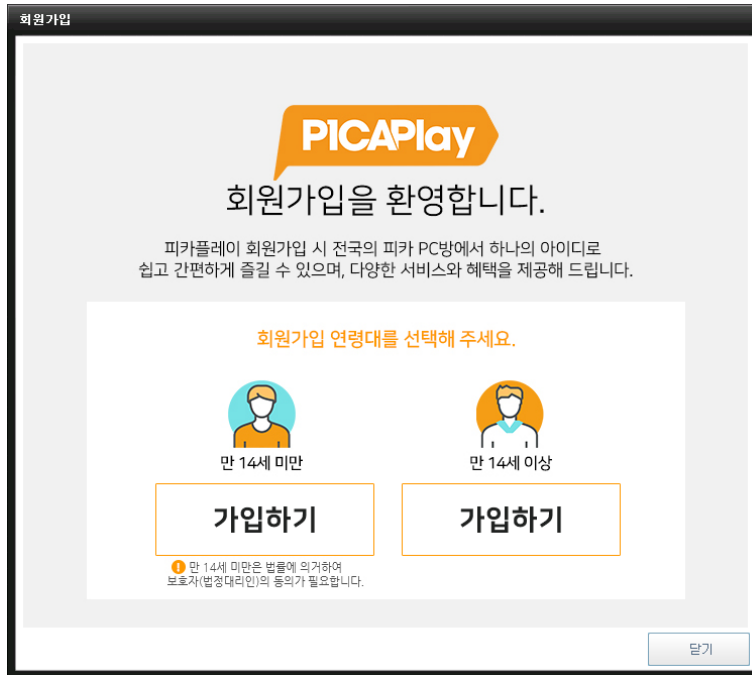 회원가입
PICAPlay
회원가입을 환영합니다.
피카플레이 회원가입 시 전국의 피카 PC방에서 하나의 아이디로
쉽고 간편하게 즐길 수 있으며, 다양한 서비스와 혜택을 제공해 드립니다.
회원가입 연령대를 선택해 주세요.
만 14세 미만
만 14세 이상
가입하기
가입하기
! 만 14세 미만은 법률에 의거하여
보호자(법정대리인)의 동의가 필요합니다.
닫기